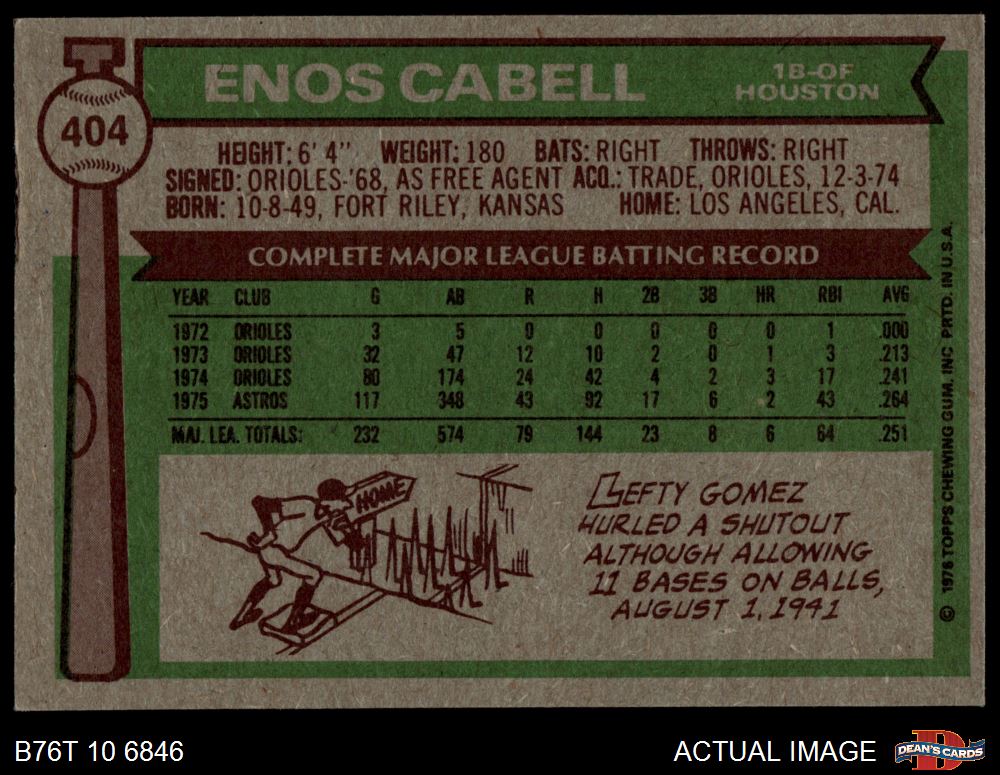 404
ENOS CABELL
1B-OF
HOUSTON
HEIGHT: 6' 4" WEIGHT: 180 BATS: RIGHT THROWS: RIGHT
SIGNED: ORIOLES-'68, AS FREE AGENT ACQ.: TRADE, ORIOLES, 12-3-74
BORN: 10-8-49, FORT RILEY, KANSAS HOME: LOS ANGELES, CAL.
COMPLETE MAJOR LEAGUE BATTING RECORD
YEAR CLUB G AB R H 2B 3B HR RBI AVG
1972 ORIOLES 3 5 0 0 0 0 0 1 .000
1973 ORIOLES 32 47 12 10 2 0 1 3 .213
1974 ORIOLES 80 174 24 42 4 2 3 17 .241
1975 ASTROS 117 348 43 92 17 6 2 43 .264
MAJ. LEA. TOTALS: 232 574 79 144 23 8 6 64 .251
HOME
LEFTY GOMEZ
HURLED A SHUTOUT
ALTHOUGH ALLOWING
11 BASES ON BALLS,
AUGUST 1, 1941
© 1976 TOPPS CHEWING GUM. INC PRTD. IN U.S.A.
B76T 10 6846
ACTUAL IMAGE
D
DEAN'S CARDS